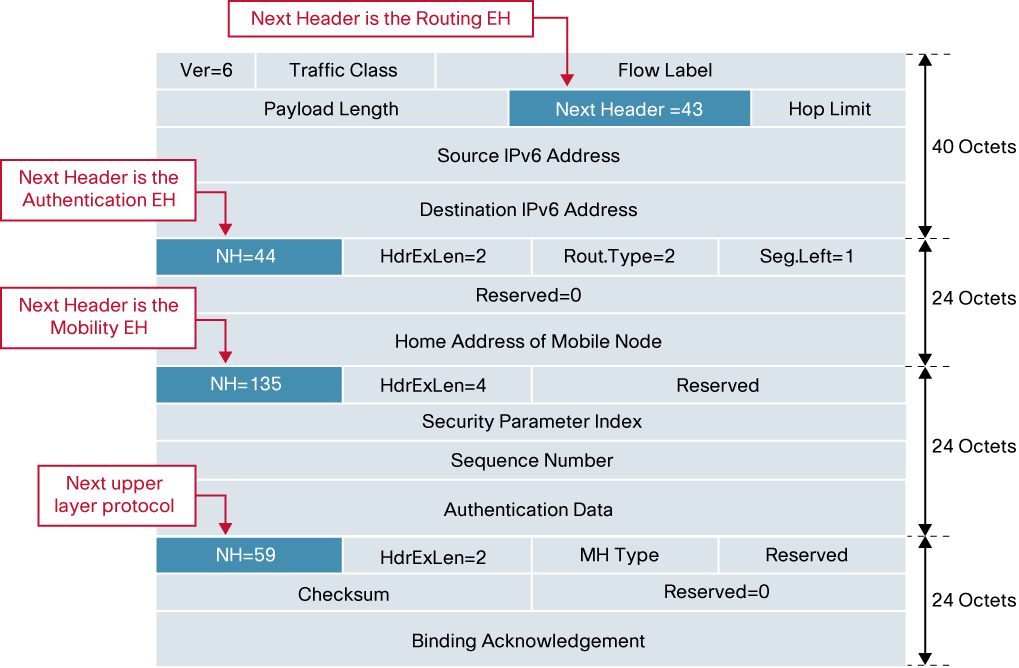 Next Header is the Routing EH
Ver=6 Traffic Class Flow Label
Payload Length Next Header =43 Hop Limit
40 Octets
Source IPv6 Address
Next Header is the
Authentication EH
Destination IPv6 Address
NH=44 HdrExLen=2 Rout.Type=2 Seg.Left=1
Reserved=0
24 Octets
Next Header is the
Mobility EH
Home Address of Mobile Node
NH=135 HdrExLen=4 Reserved
Security Parameter Index
24 Octets
Sequence Number
Next upper
layer protocol
Authentication Data
NH=59 HdrExLen=2 MH Type Reserved
Checksum Reserved=0
24 Octets
Binding Acknowledgement